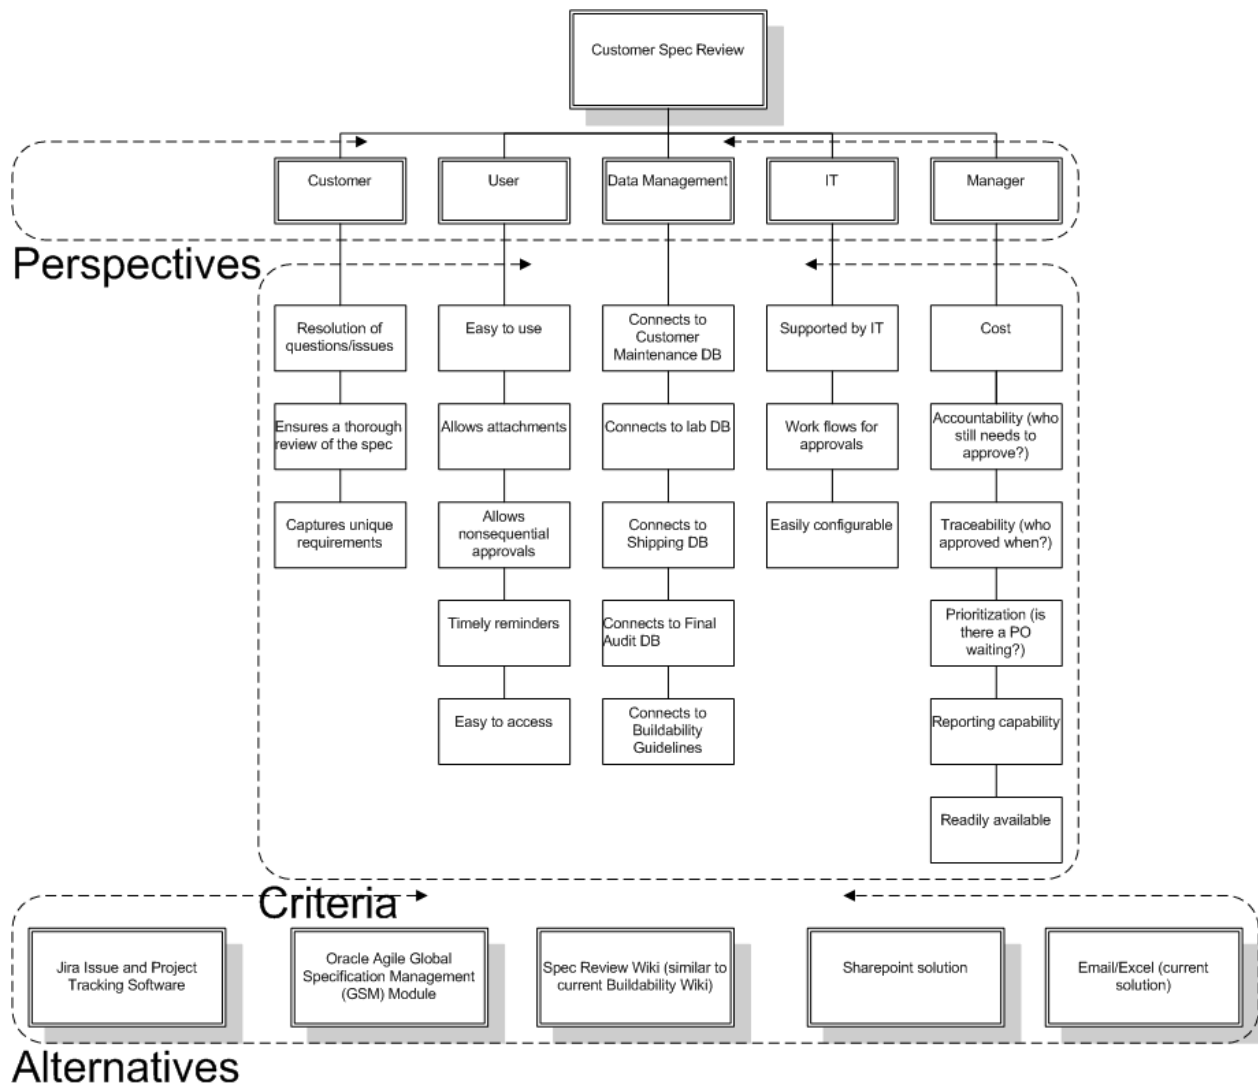 Customer Spec Review
Customer
User
Data Management
IT
Manager
Perspectives
Resolution of
questions/issues
Ensures a thorough
review of the spec
Captures unique
requirements
Easy to use
Allows attachments
Allows
nonsequential
approvals
Timely reminders
Easy to access
Connects to
Customer
Maintenance DB
Connects to lab DB
Connects to
Shipping DB
Connects to Final
Audit DB
Connects to
Buildability
Guidelines
Supported by IT
Work flows for
approvals
Easily configurable
Cost
Accountability (who
still needs to
approve?)
Traceability (who
approved when?)
Prioritization (is
there a PO
waiting?)
Reporting capability
Readily available
Criteria
Jira Issue and Project
Tracking Software
Oracle Agile Global
Specification Management
(GSM) Module
Spec Review Wiki (similar to
current Buildability Wiki)
Sharepoint solution
Email/Excel (current
solution)
Alternatives